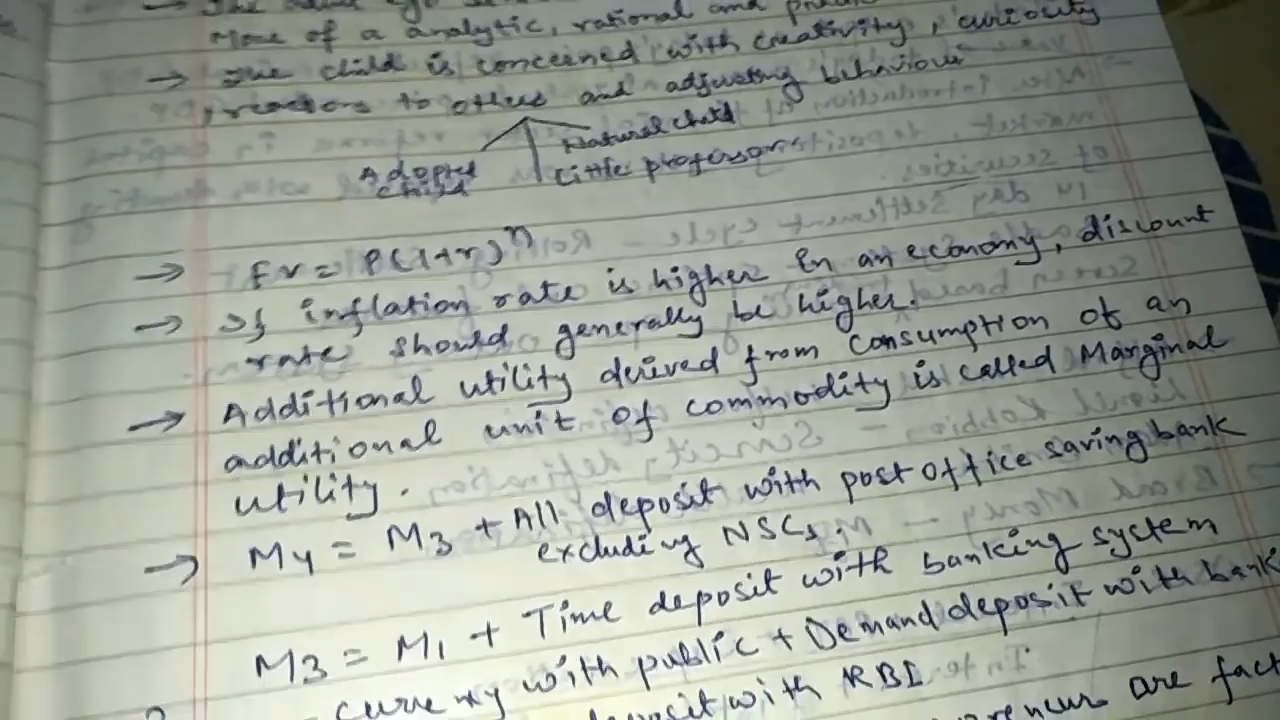 → The
More of a analytic, rational and
→ The child is concerned with creativity, curiosity
, reactions to others and adjusting behaviour
Natural child
Adopted child
Little professor
→ FV = P(1+r)^n
→ If inflation rate is higher in an economy, discount
rate should generally be higher.
→ Additional utility derived from consumption of an
additional unit of commodity is called Marginal
utility.
→ M4 = M3 + All deposit with post office saving bank
excluding NSCs.
M3 = M1 + Time deposit with banking system
currency with public + Demand deposit with bank
deposit with RBI
are fact